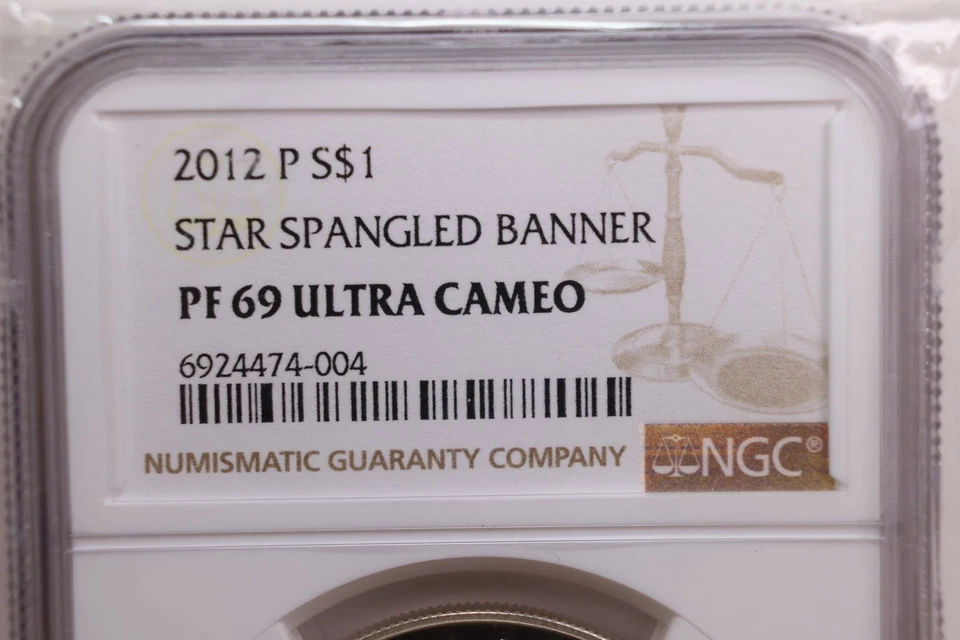 2012 P S$1
STAR SPANGLED BANNER
PF 69 ULTRA CAMEO
6924474-004
NUMISMATIC GUARANTY COMPANY
NGC®